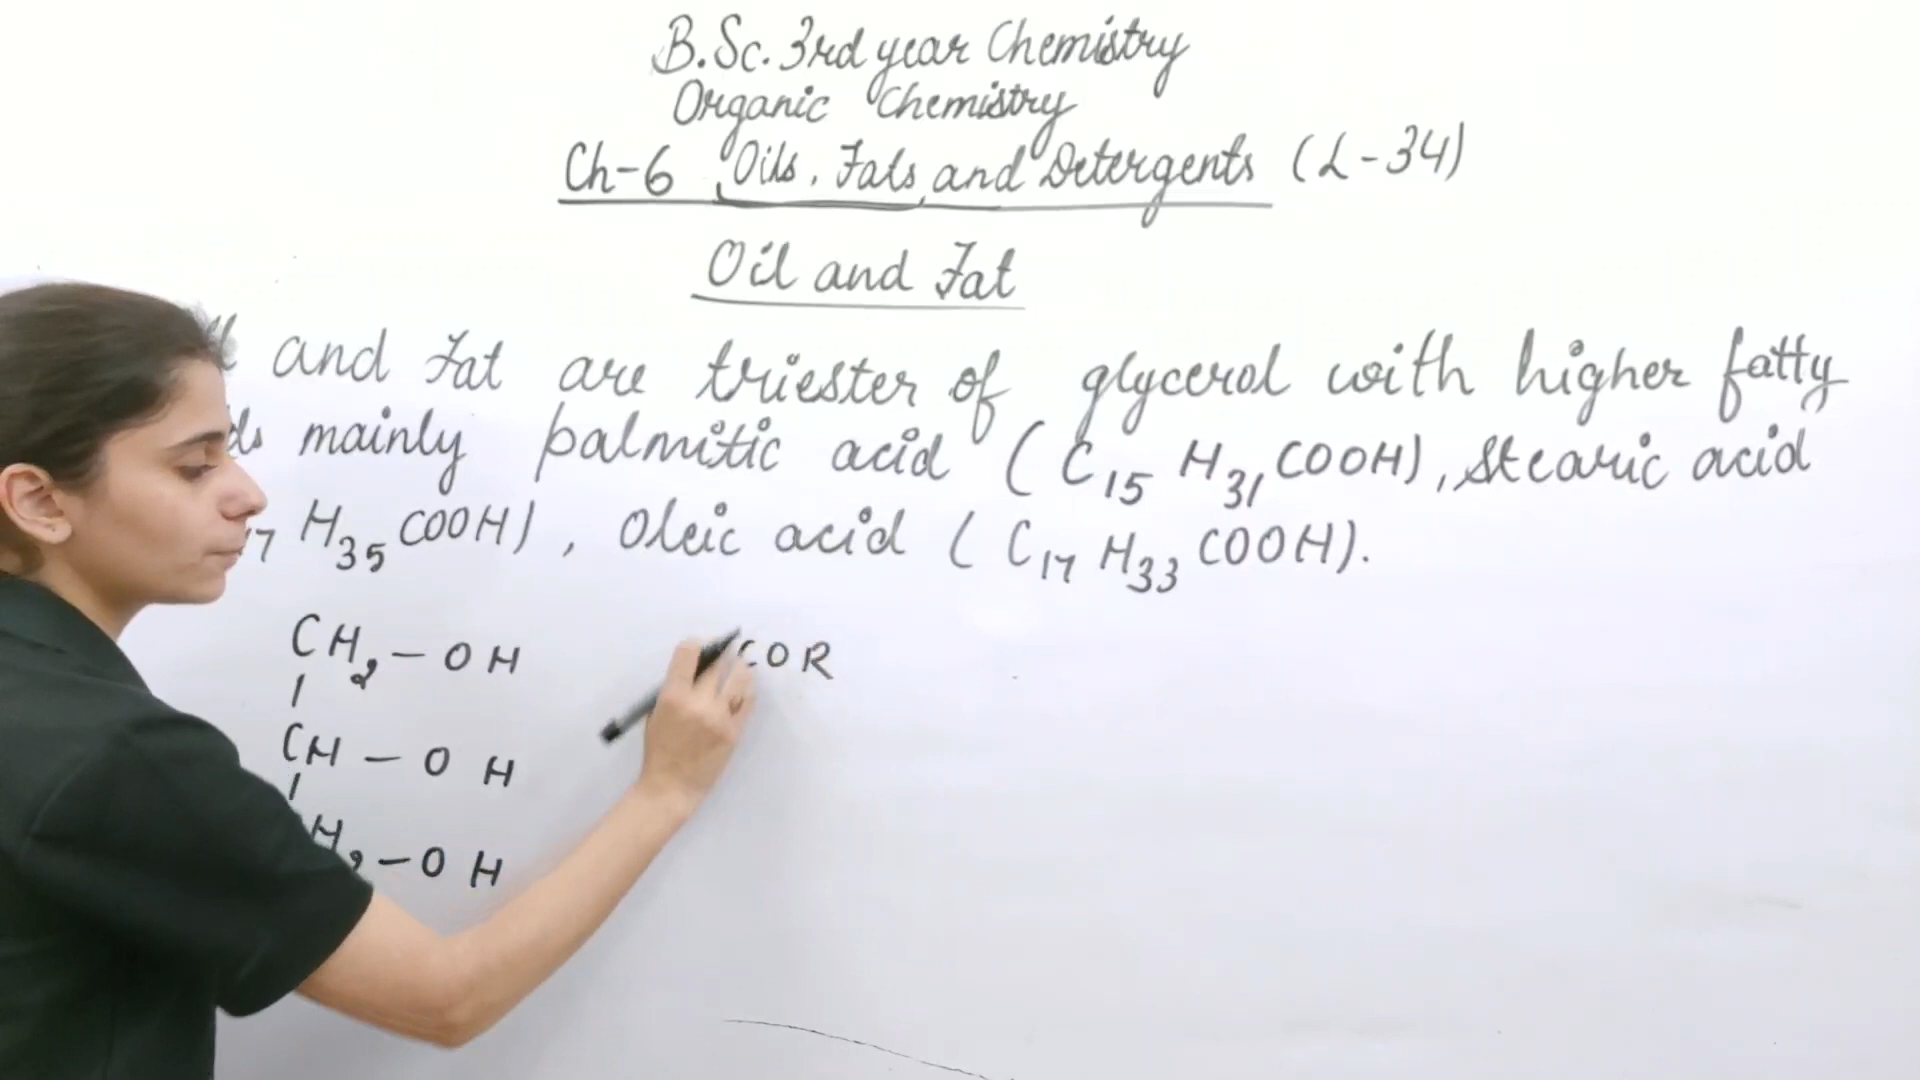 B.Sc. 3rd year Chemistry
Organic Chemistry
Ch-6 Oils, Fats and Detergents (L-34)
Oil and Fat
and Fat are triester of glycerol with higher fatty
mainly palmitic acid (C15 H31 COOH), Stearic acid
17 H35 COOH), Oleic acid (C17 H33 COOH).
CH2 - OH COR
CH - OH
H2 - OH